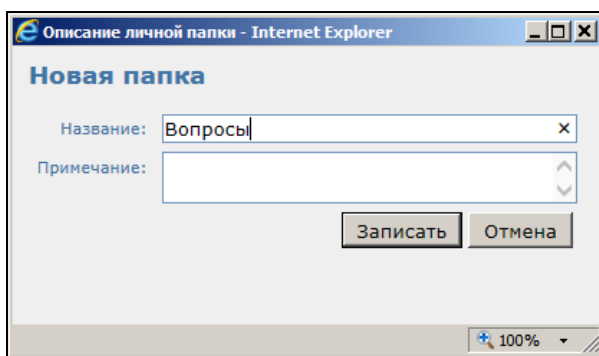 Описание личной папки - Internet Explorer
Новая папка
Название: Вопросы
Примечание:
Записать Отмена
100%